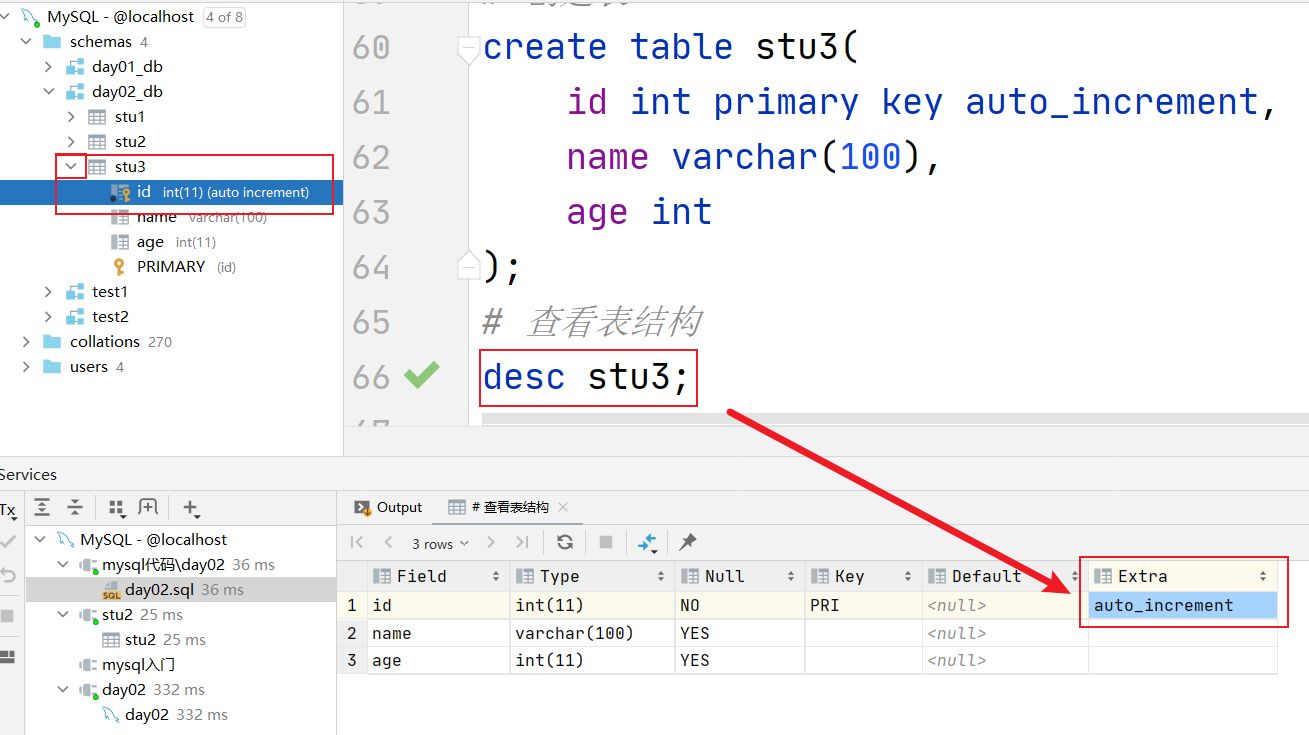 MySQL - @localhost 4 of 8
schemas 4
day01_db
day02_db
stu1
stu2
stu3
id int(11) (auto increment)
name varchar(100)
age int(11)
PRIMARY (id)
test1
test2
collations 270
users 4
60 create table stu3(
61 id int primary key auto_increment,
62 name varchar(100),
63 age int
64 );
65 # 查看表结构
66 desc stu3;
Services
Tx
MySQL - @localhost
mysql代码\day02 36 ms
day02.sql 36 ms
stu2 25 ms
stu2 25 ms
mysql入门
day02 332 ms
day02 332 ms
Output # 查看表结构
3 rows
Field Type Null Key Default Extra
1 id int(11) NO PRI <null> auto_increment
2 name varchar(100) YES <null>
3 age int(11) YES <null>